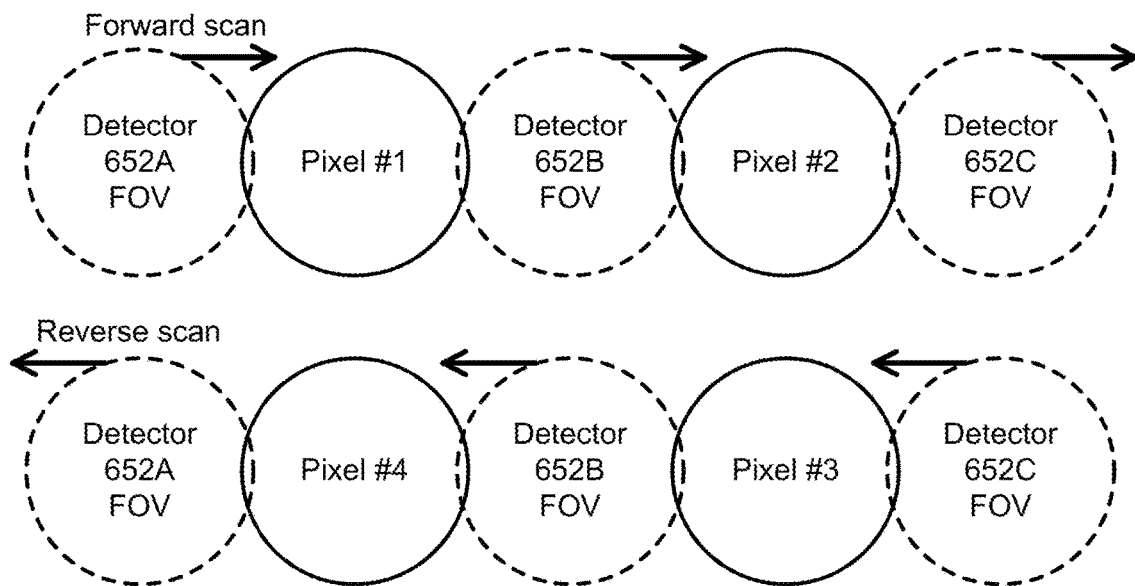 Forward scan
Detector
652A
FOV
Pixel #1
Detector
652B
FOV
Pixel #2
Detector
652C
FOV
Reverse scan
Detector
652A
FOV
Pixel #4
Detector
652B
FOV
Pixel #3
Detector
652C
FOV